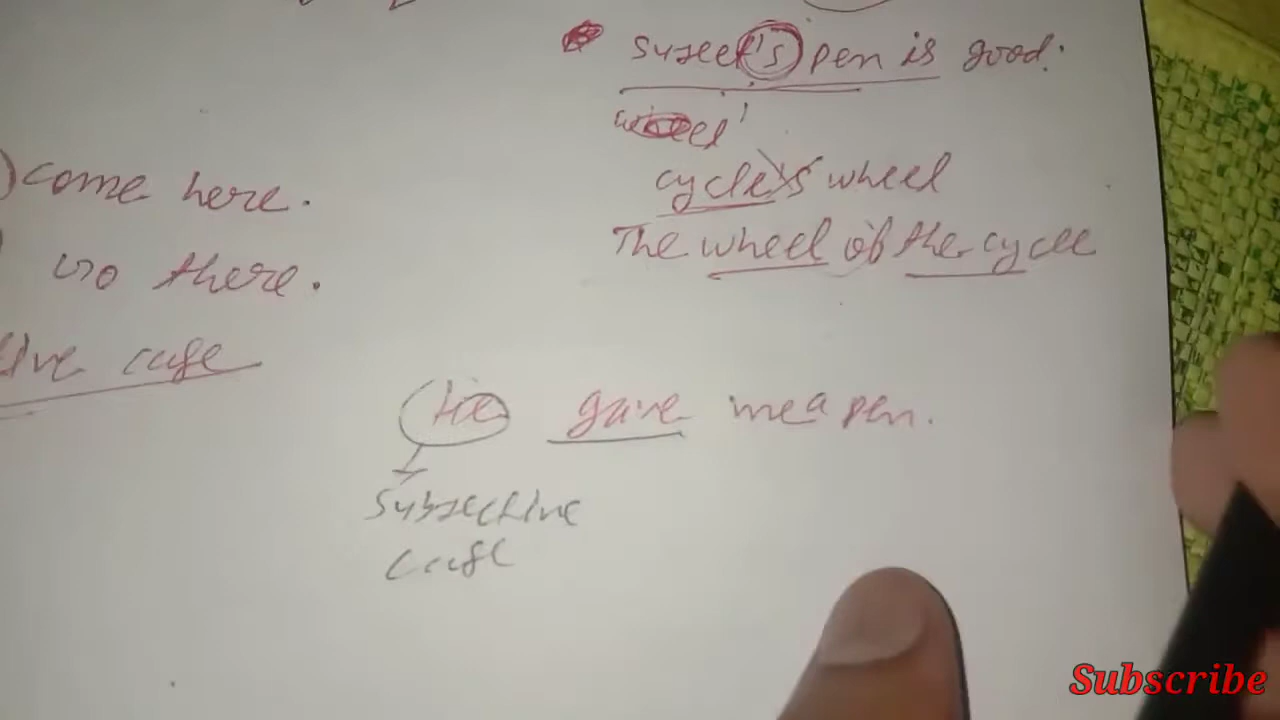 's pen is good.
cycle's wheel
The wheel of the cycle
come here.
Go there.
case
He gave me a pen.
Subjective
case
Subscribe